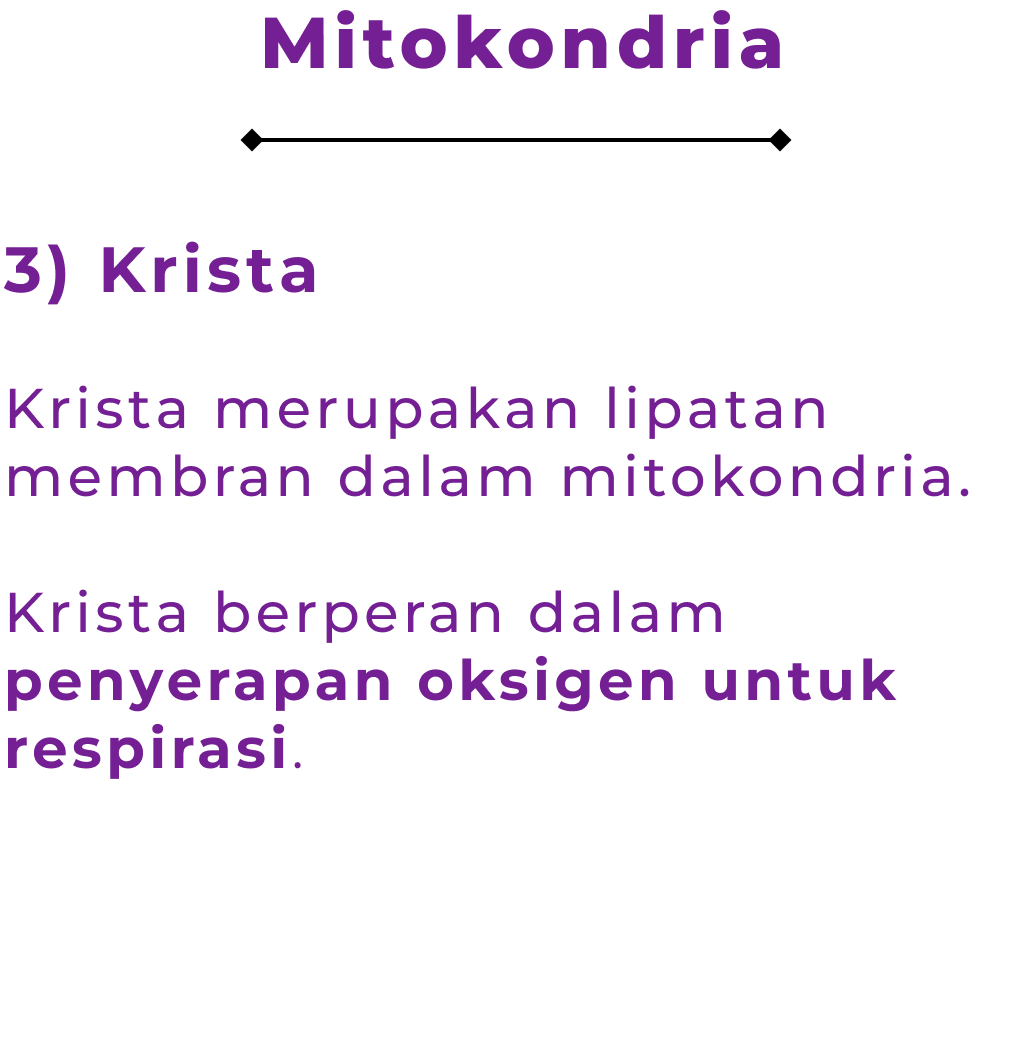 Mitokondria
3) Krista
Krista merupakan lipatan
membran dalam mitokondria.
Krista berperan dalam
penyerapan oksigen untuk
respirasi.